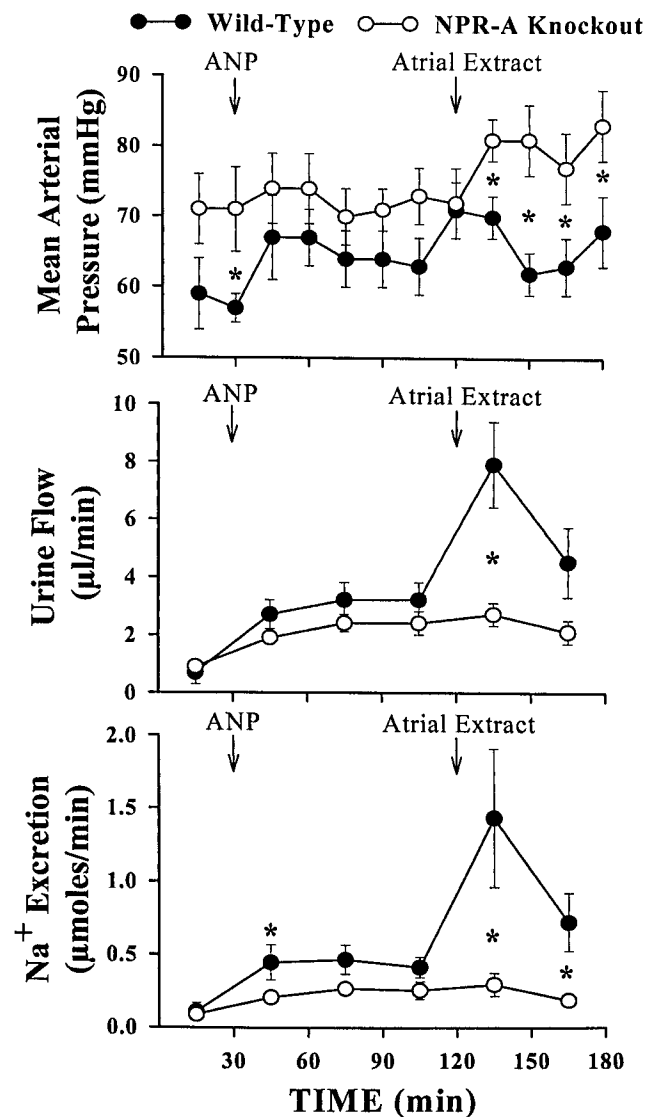 Wild-Type NPR-A Knockout
ANP Atrial Extract
Mean Arterial
Pressure (mmHg)
90
80
70
60
50
* * * * *
ANP Atrial Extract
Urine Flow
(µl/min)
10
8
6
4
2
0
*
ANP Atrial Extract
Na+ Excretion
(µmoles/min)
2.0
1.5
1.0
0.5
0.0
* * *
30 60 90 120 150 180
TIME (min)